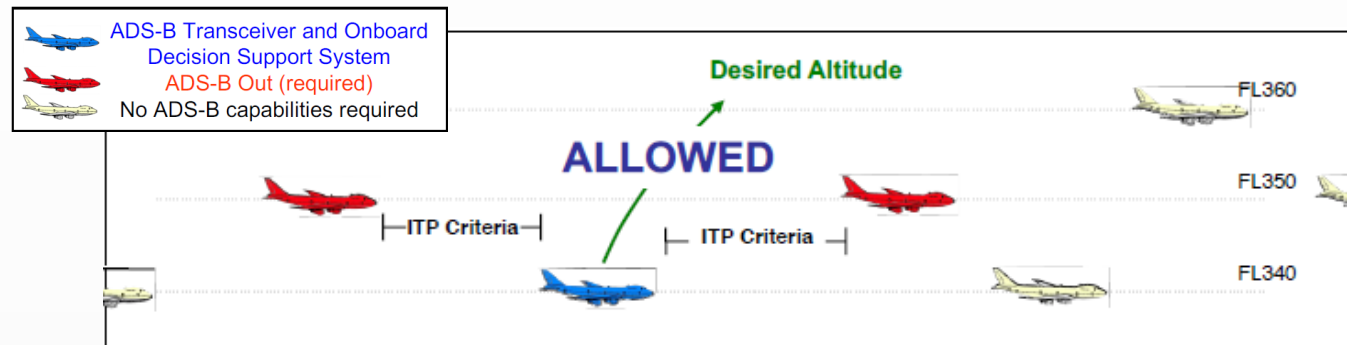 ADS-B Transceiver and Onboard
Decision Support System
ADS-B Out (required)
No ADS-B capabilities required
Desired Altitude
FL360
ALLOWED
FL350
ITP Criteria
ITP Criteria
FL340